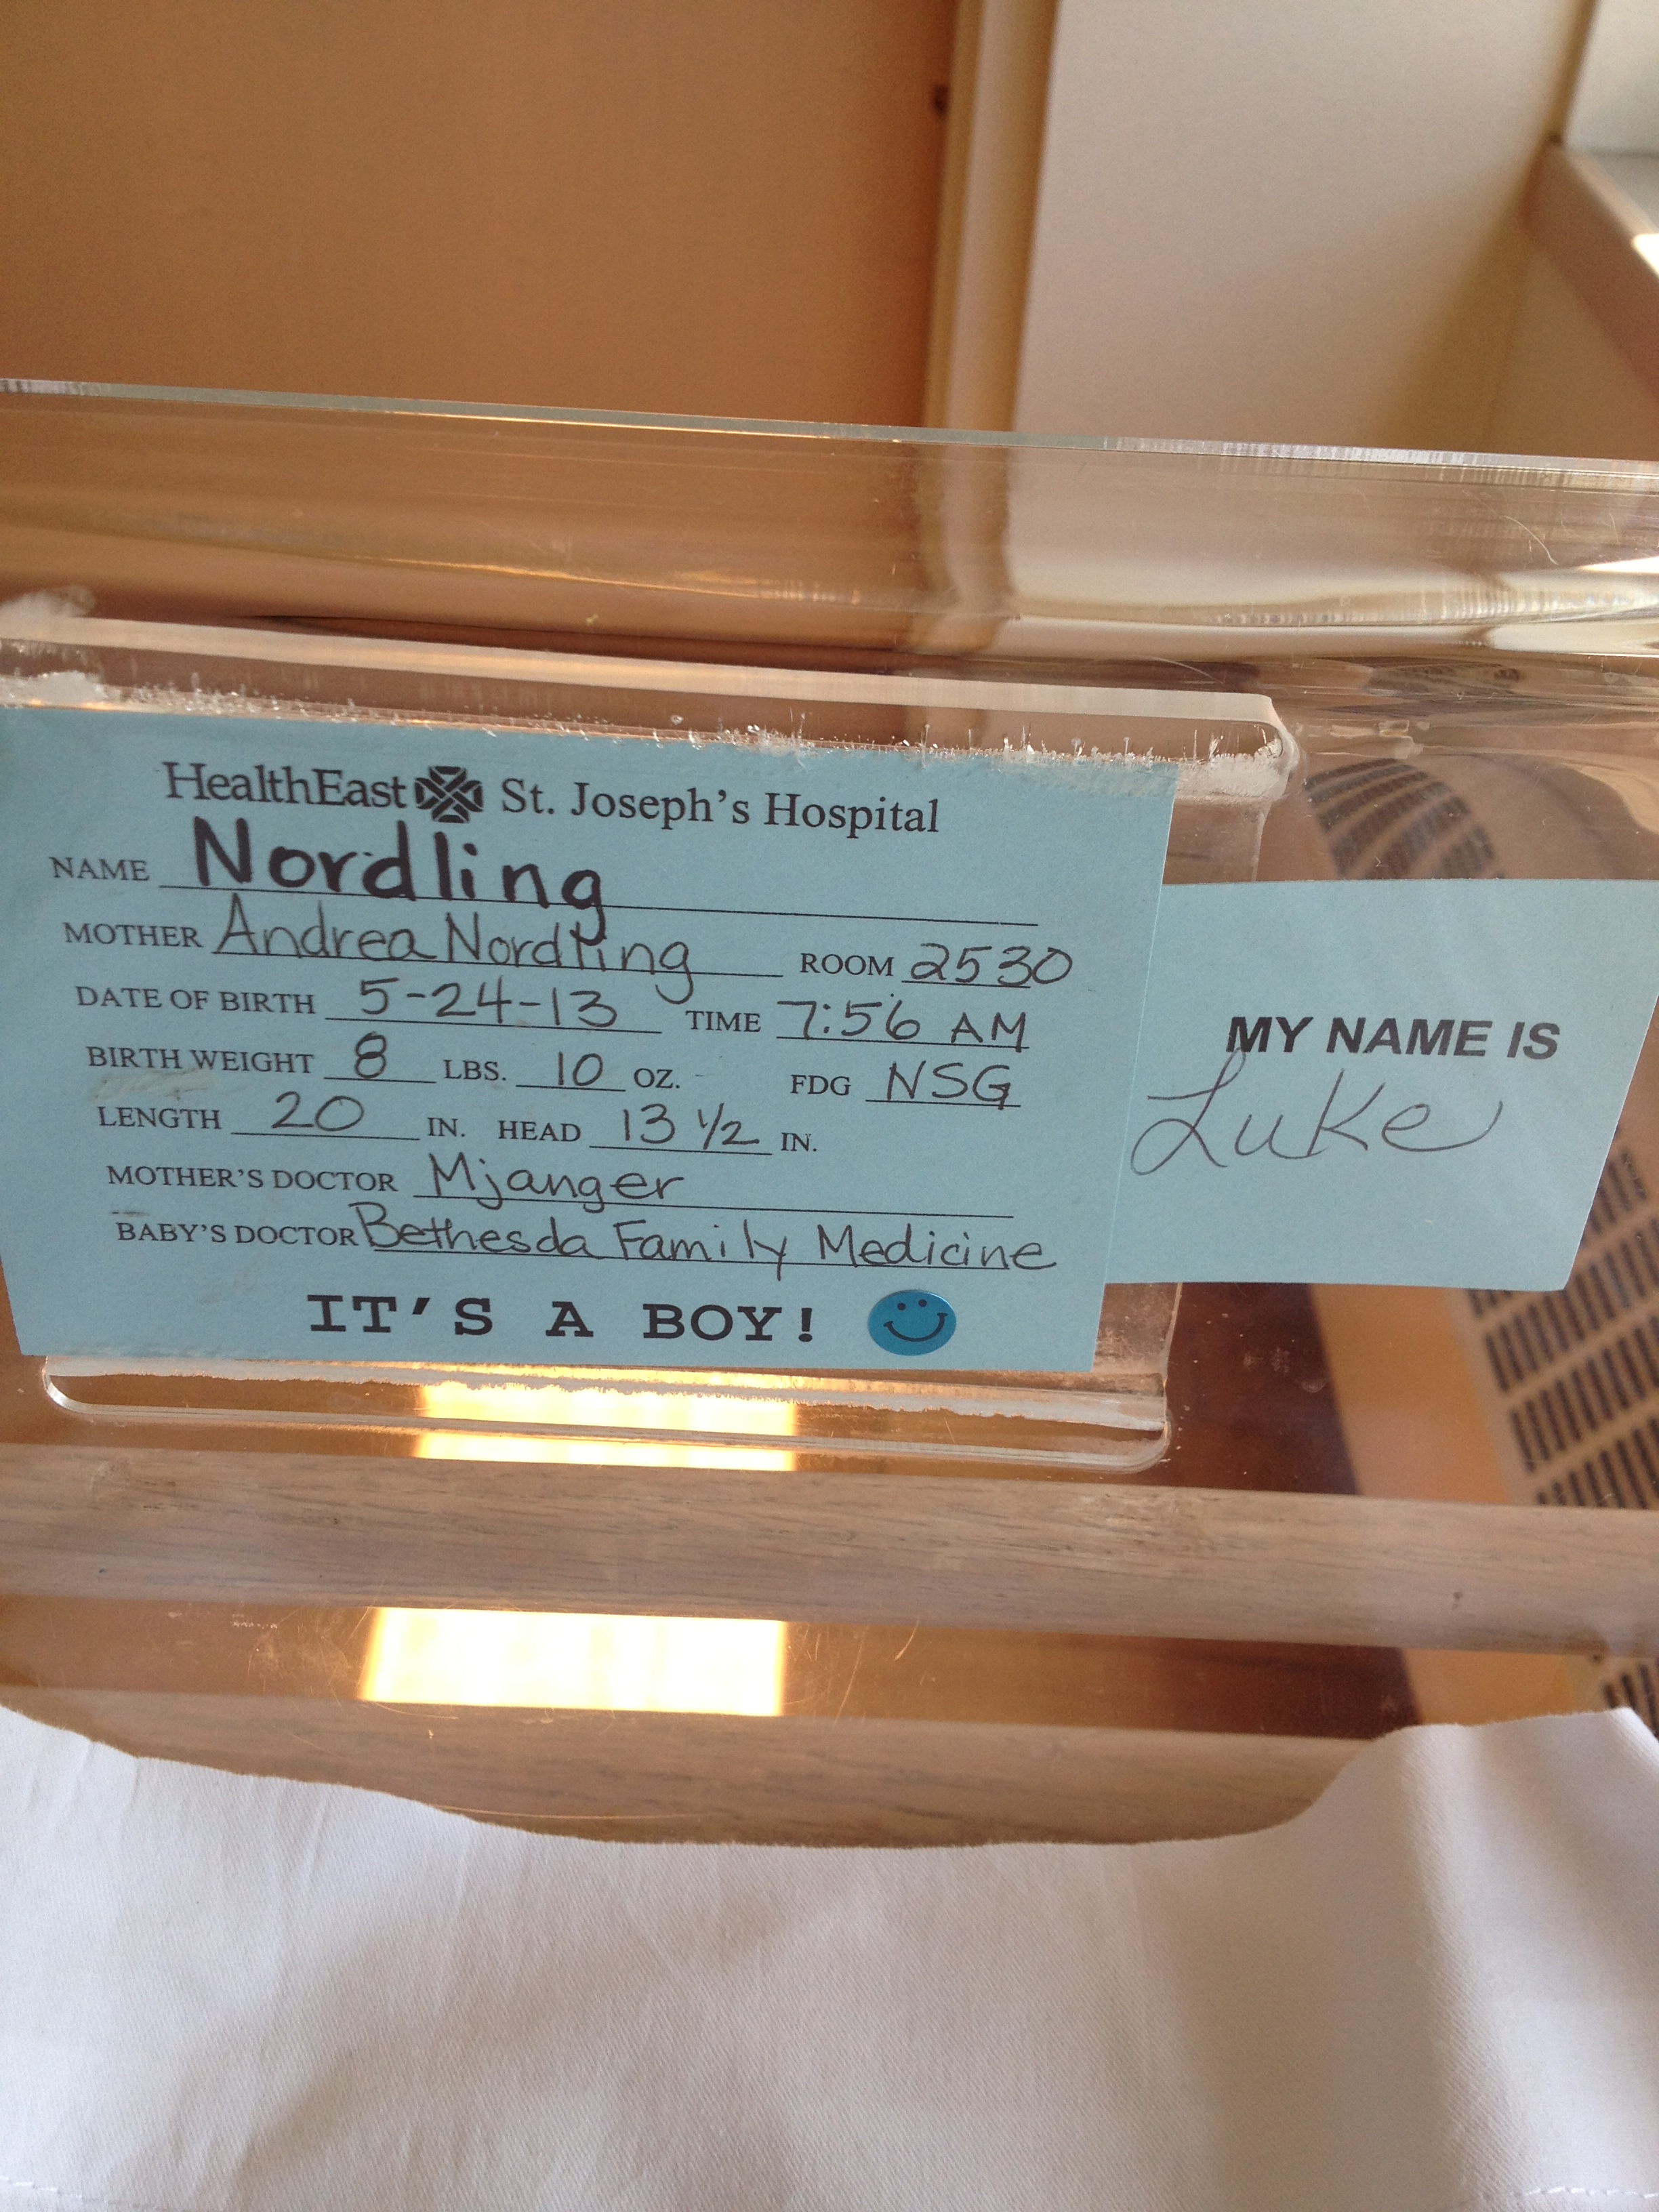 HealthEast St. Joseph's Hospital
NAME Nordling
MOTHER Andrea Nordling ROOM 2530
DATE OF BIRTH 5-24-13 TIME 7:56 AM
BIRTH WEIGHT 8 LBS. 10 OZ. FDG NSG
LENGTH 20 IN. HEAD 13 1/2 IN.
MOTHER'S DOCTOR Mjanger
BABY'S DOCTOR Bethesda Family Medicine
IT'S A BOY!
MY NAME IS
Luke